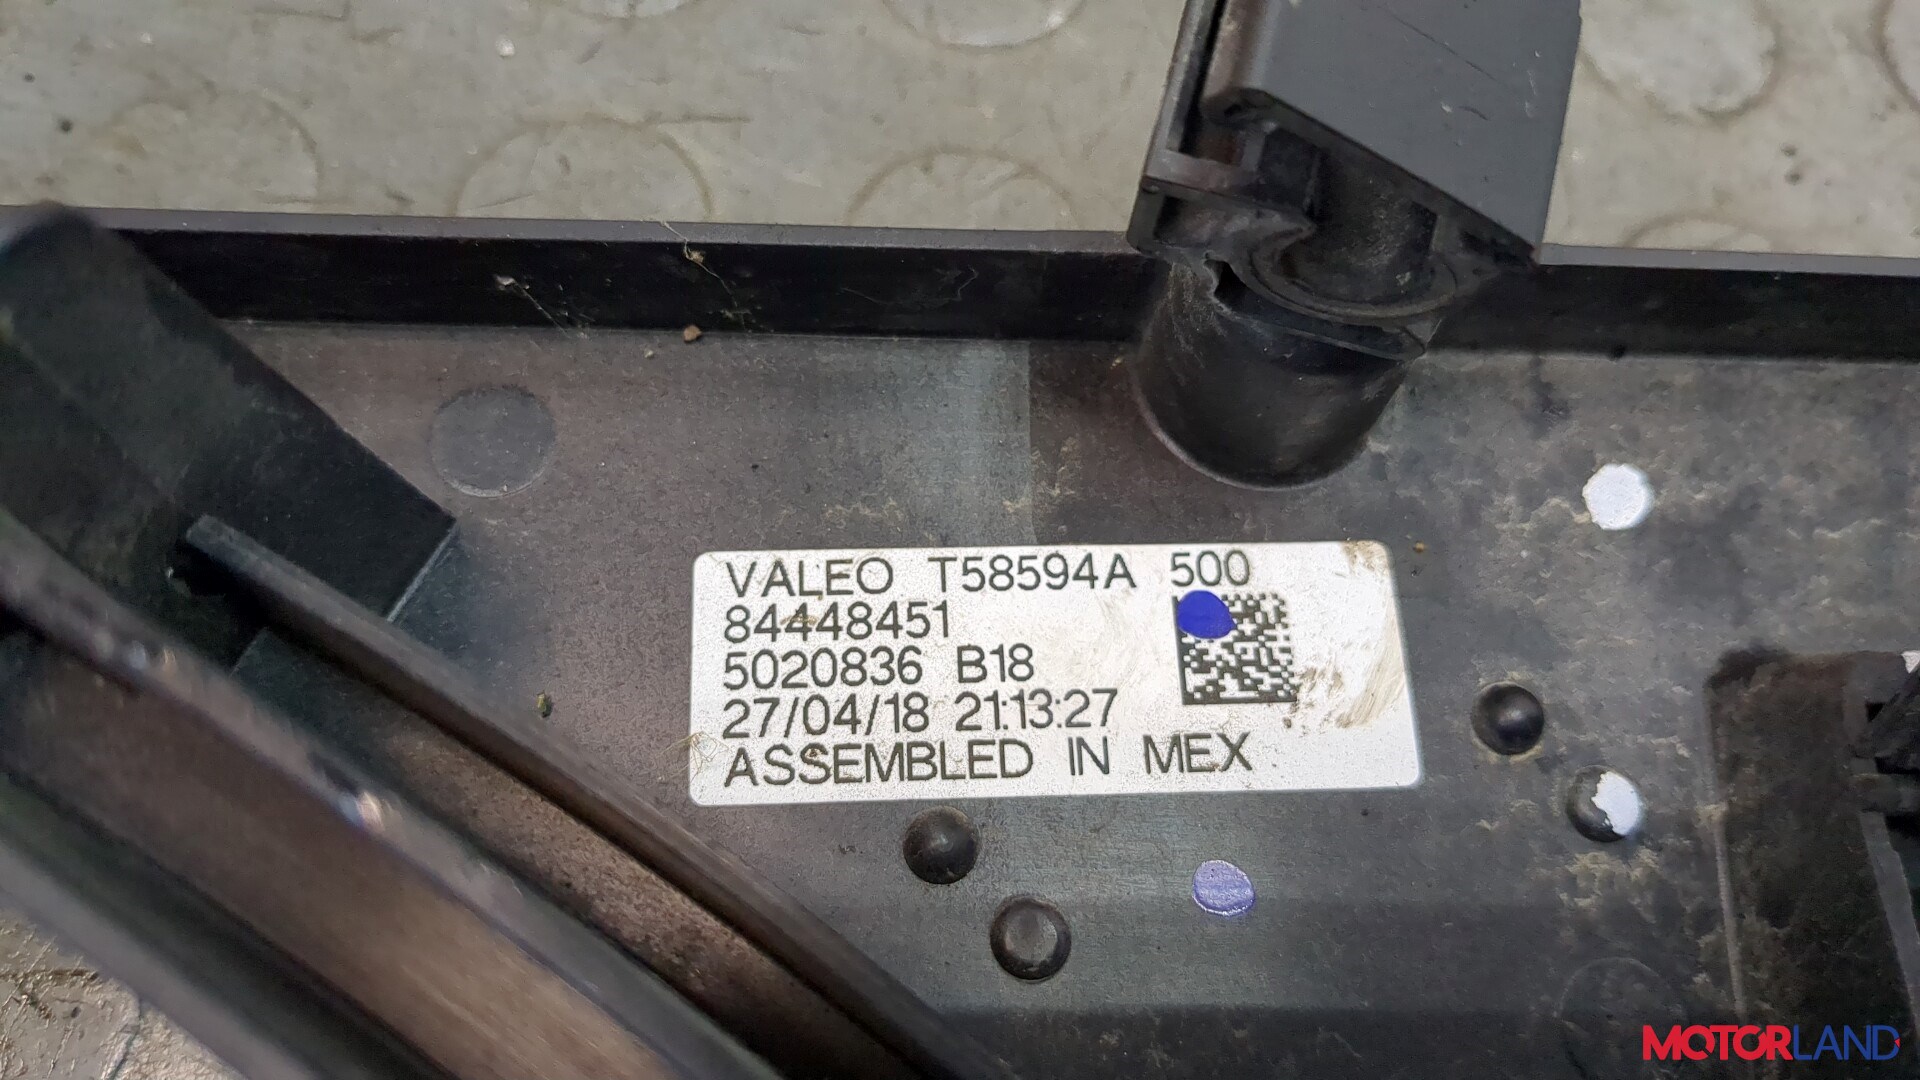 VALEO T58594A 500
84448451
5020836 B18
27/04/18 21:13:27
ASSEMBLED IN MEX
MOTORLAND